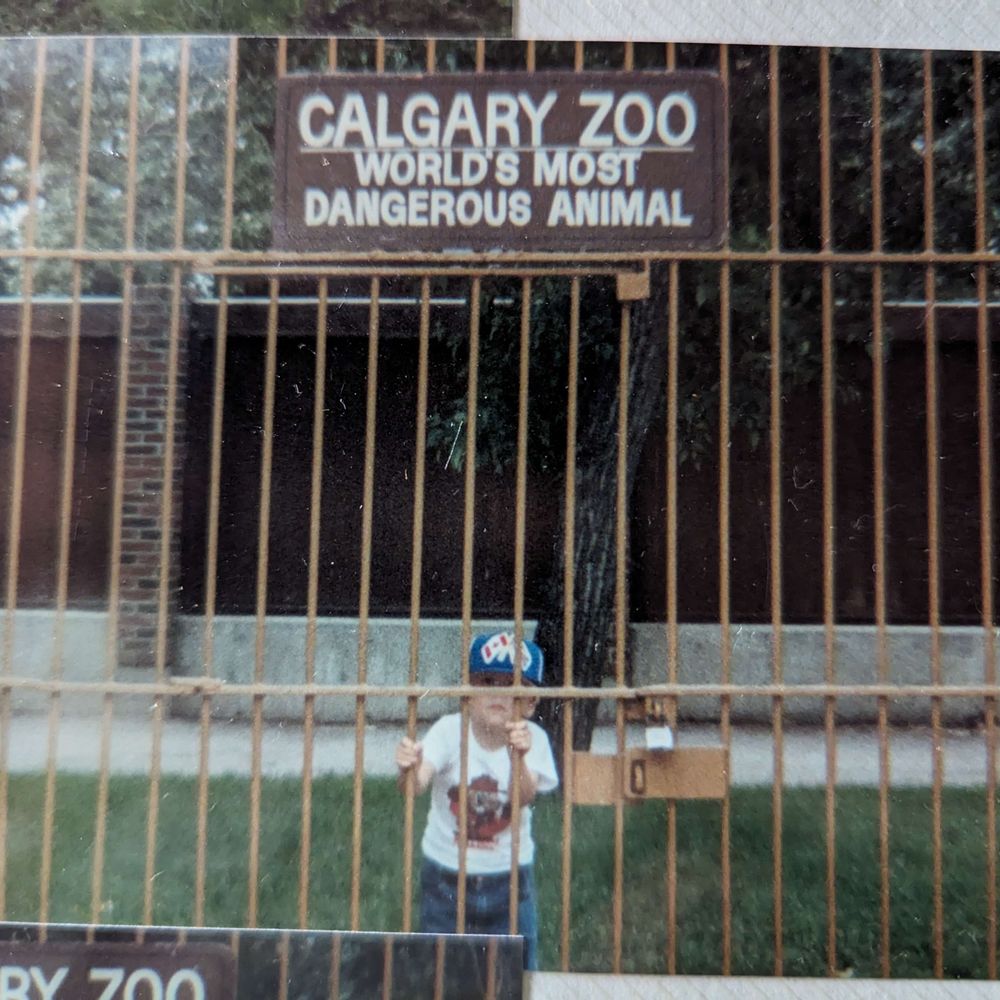 CALGARY ZOO
WORLD'S MOST
DANGEROUS ANIMAL
RY ZOO